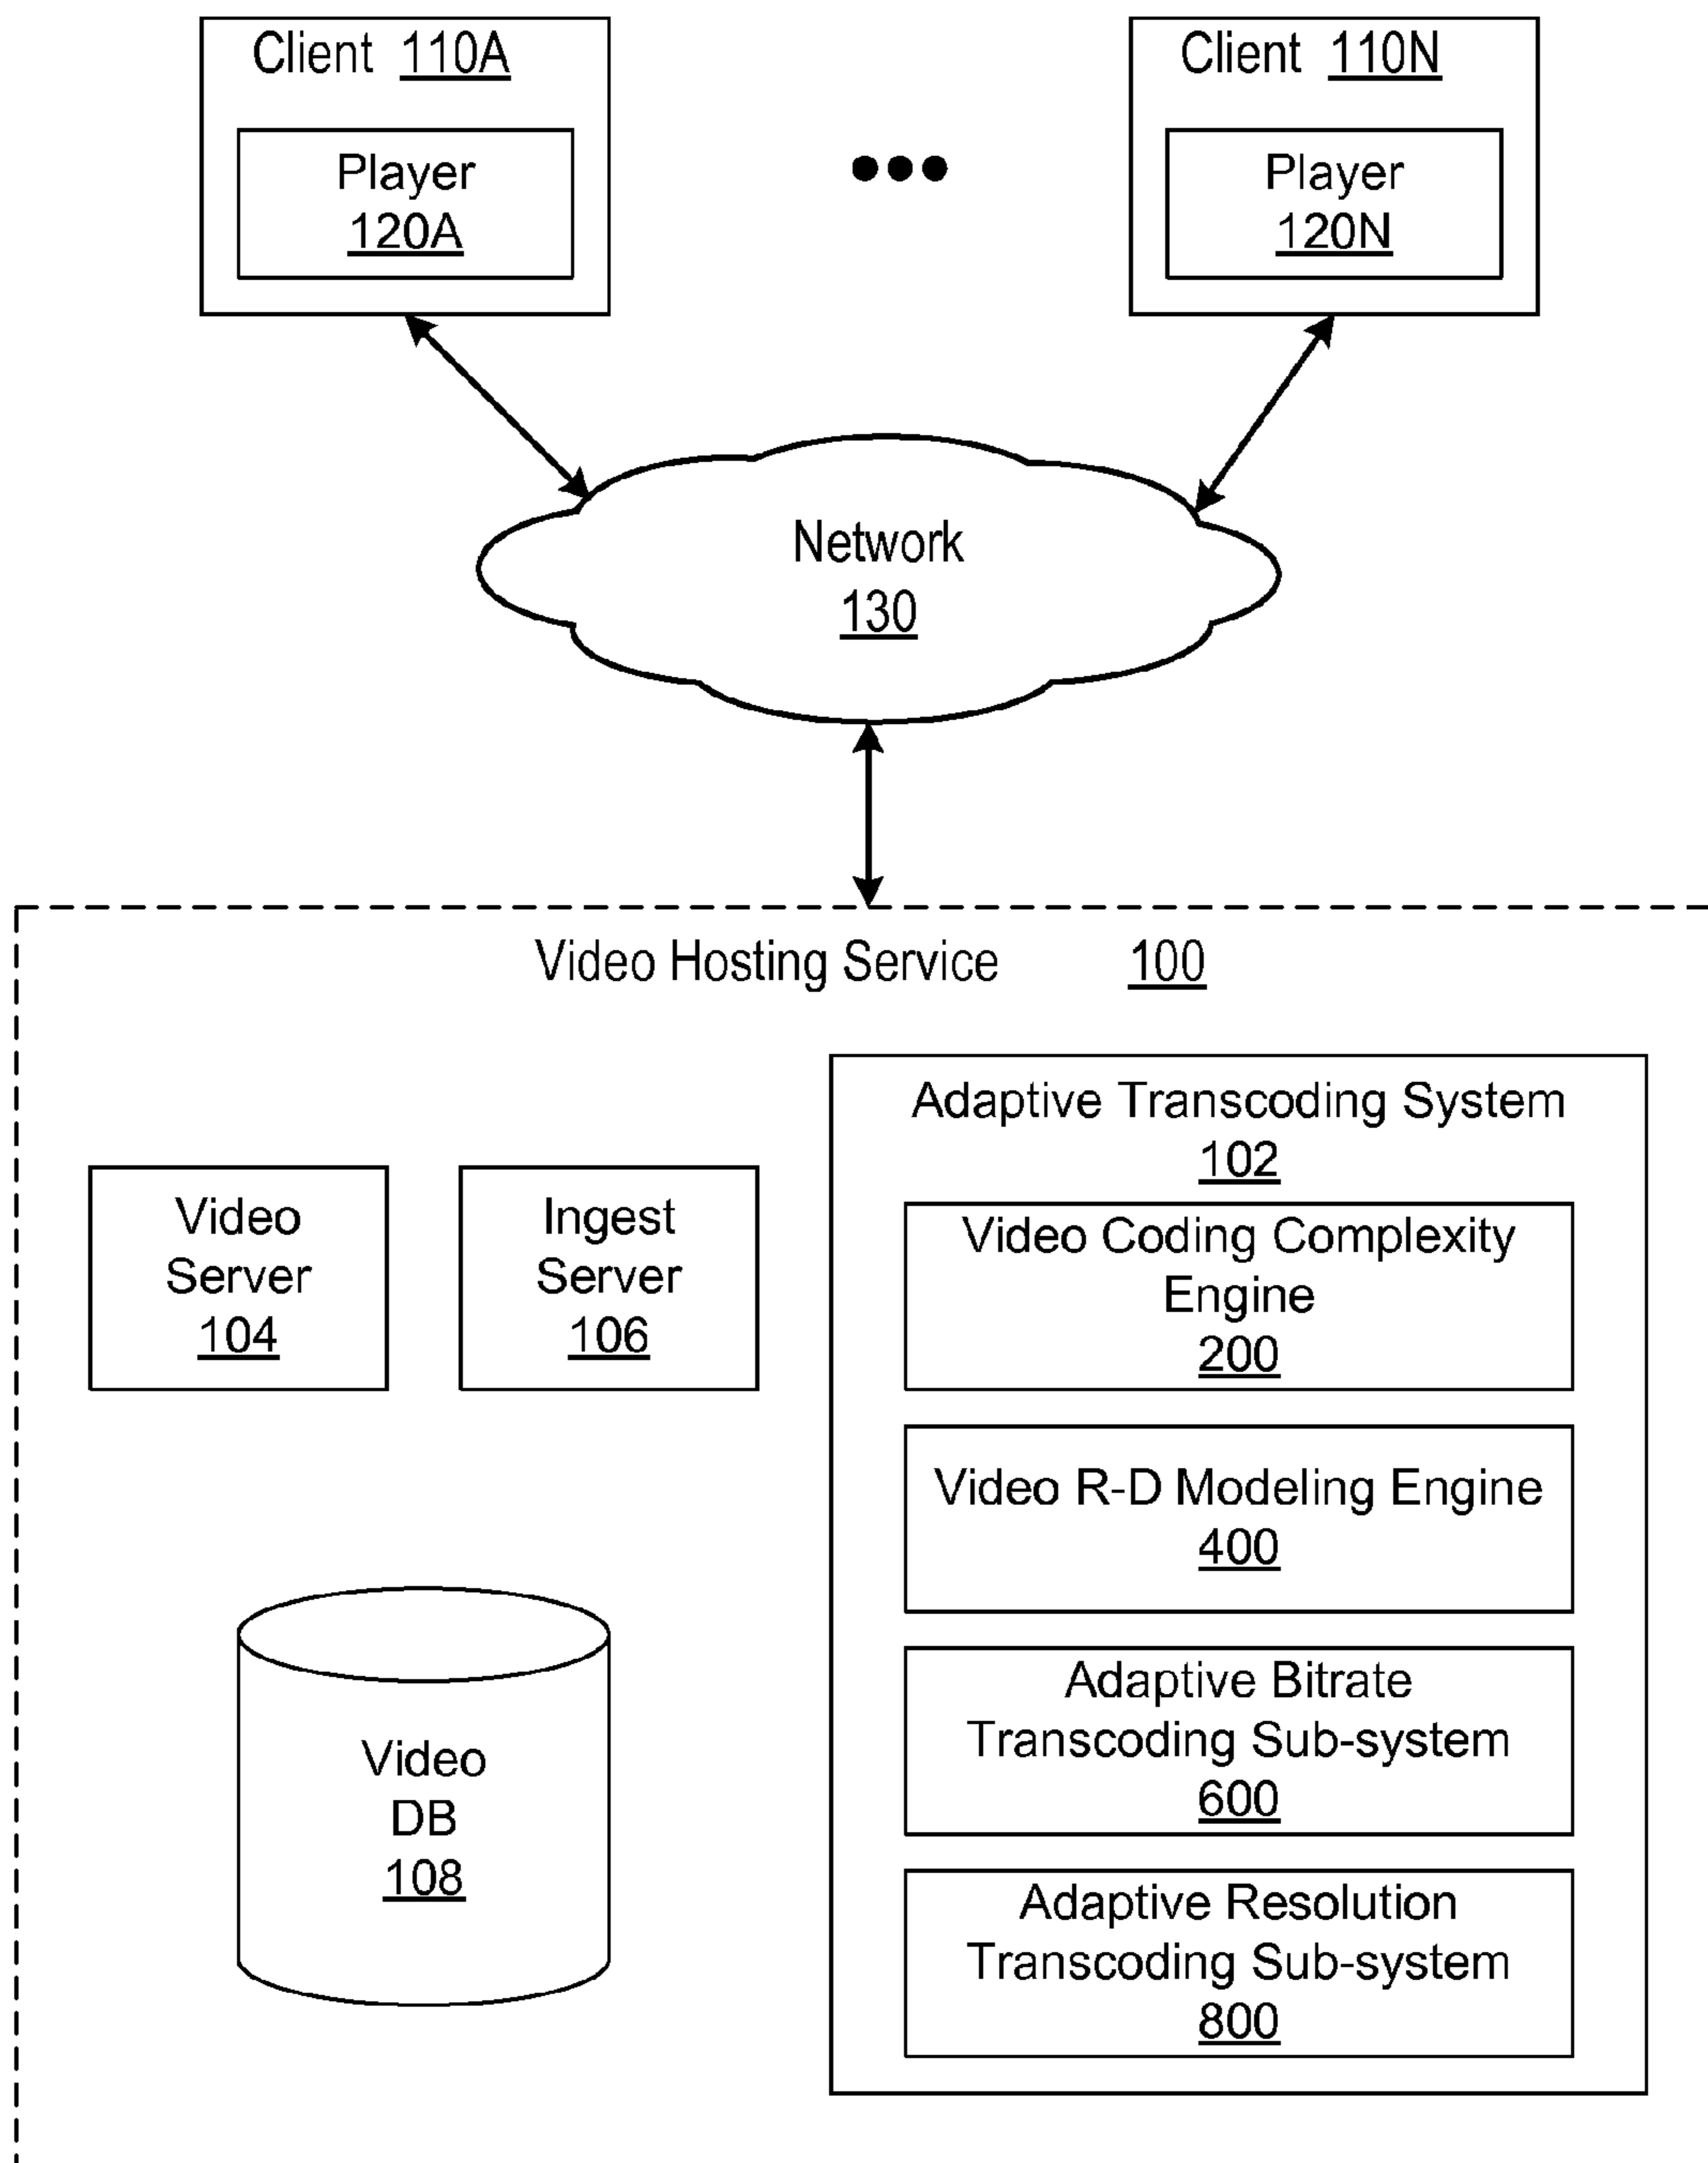 Client 110A
Player
120A
Client 110N
Player
120N
Network
130
Video Hosting Service 100
Adaptive Transcoding System
102
Video
Server
104
Ingest
Server
106
Video Coding Complexity
Engine
200
Video R-D Modeling Engine
400
Adaptive Bitrate
Transcoding Sub-system
600
Adaptive Resolution
Transcoding Sub-system
800
Video
DB
108